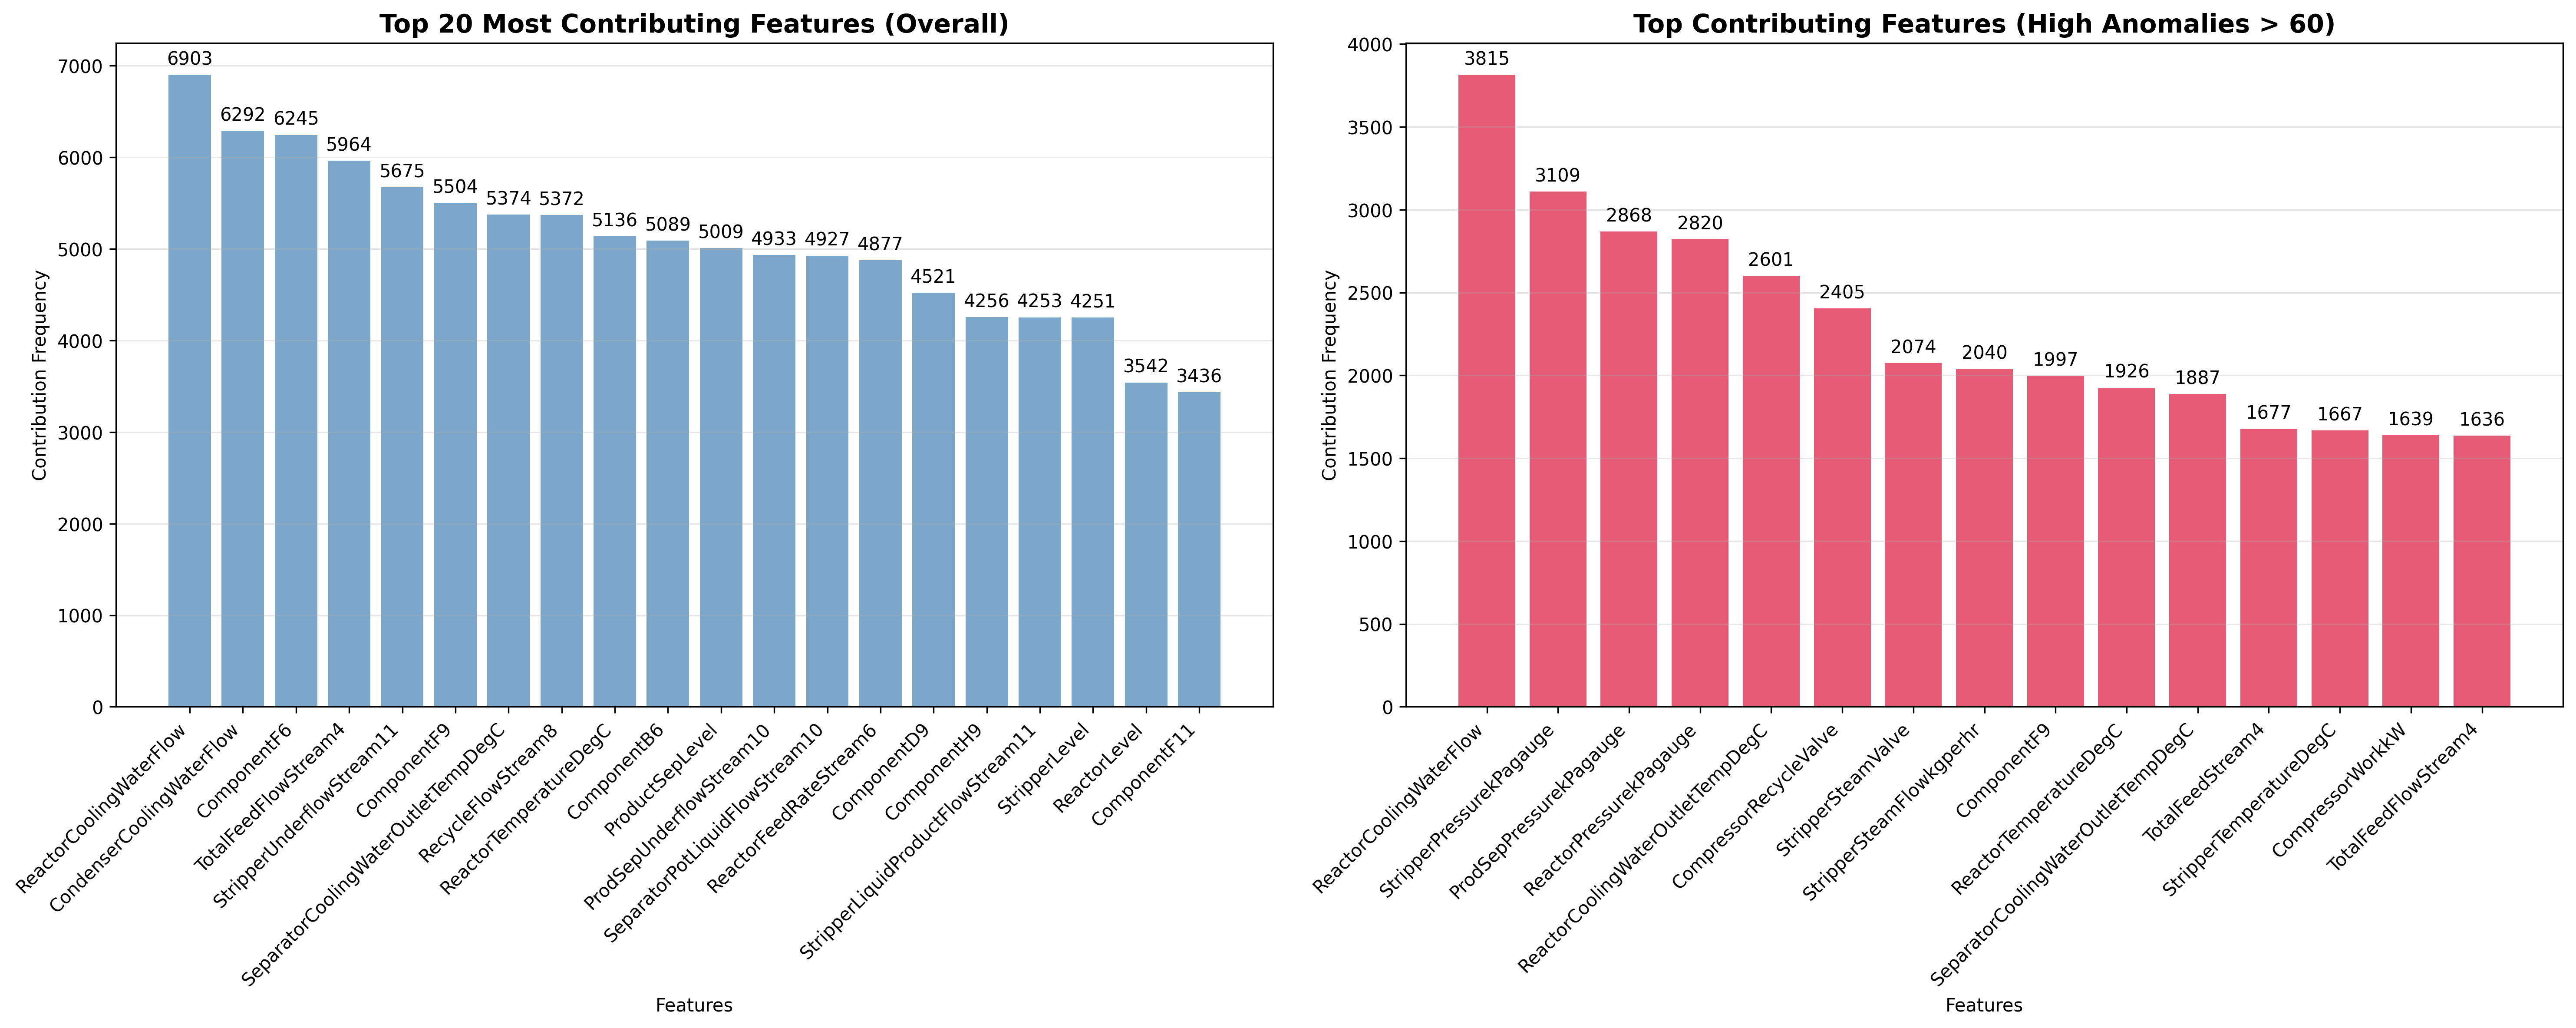 Top 20 Most Contributing Features (Overall)
Contribution Frequency
7000
6000
5000
4000
3000
2000
1000
0
6903
6292
6245
5964
5675
5504
5374
5372
5136
5089
5009
4933
4927
4877
4521
4256
4253
4251
3542
3436
ReactorCoolingWaterFlow
CondenserCoolingWaterFlow
ComponentF6
TotalFeedFlowStream4
StripperUnderflowStream11
ComponentF9
SeparatorCoolingWaterOutletTempDegC
RecycleFlowStream8
ReactorTemperatureDegC
ComponentB6
ProductSepLevel
ProdSepUnderflowStream10
SeparatorPotLiquidFlowStream10
ReactorFeedRateStream6
ComponentD9
ComponentH9
StripperLiquidProductFlowStream11
StripperLevel
ReactorLevel
ComponentF11
Features
Top Contributing Features (High Anomalies > 60)
Contribution Frequency
4000
3500
3000
2500
2000
1500
1000
500
0
3815
3109
2868
2820
2601
2405
2074
2040
1997
1926
1887
1677
1667
1639
1636
ReactorCoolingWaterFlow
StripperPressurekPagauge
ProdSepPressurekPagauge
ReactorPressurekPagauge
ReactorCoolingWaterOutletTempDegC
CompressorRecycleValve
StripperSteamValve
StripperSteamFlowkgperhr
ComponentF9
ReactorTemperatureDegC
SeparatorCoolingWaterOutletTempDegC
TotalFeedStream4
StripperTemperatureDegC
CompressorWorkkW
TotalFeedFlowStream4
Features